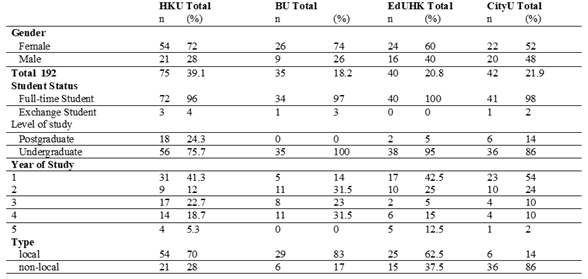 HKU Total BU Total EdUHK Total CityU Total
n (%) n (%) n (%) n (%)
Gender
Female 54 72 26 74 24 60 22 52
Male 21 28 9 26 16 40 20 48
Total 192 75 39.1 35 18.2 40 20.8 42 21.9
Student Status
Full-time Student 72 96 34 97 40 100 41 98
Exchange Student 3 4 1 3 0 0 1 2
Level of study
Postgraduate 18 24.3 0 0 2 5 6 14
Undergraduate 56 75.7 35 100 38 95 36 86
Year of Study
1 31 41.3 5 14 17 42.5 23 54
2 9 12 11 31.5 10 25 10 24
3 17 22.7 8 23 2 5 4 10
4 14 18.7 11 31.5 6 15 4 10
5 4 5.3 0 0 5 12.5 1 2
Type
local 54 70 29 83 25 62.5 6 14
non-local 21 28 6 17 15 37.5 36 86